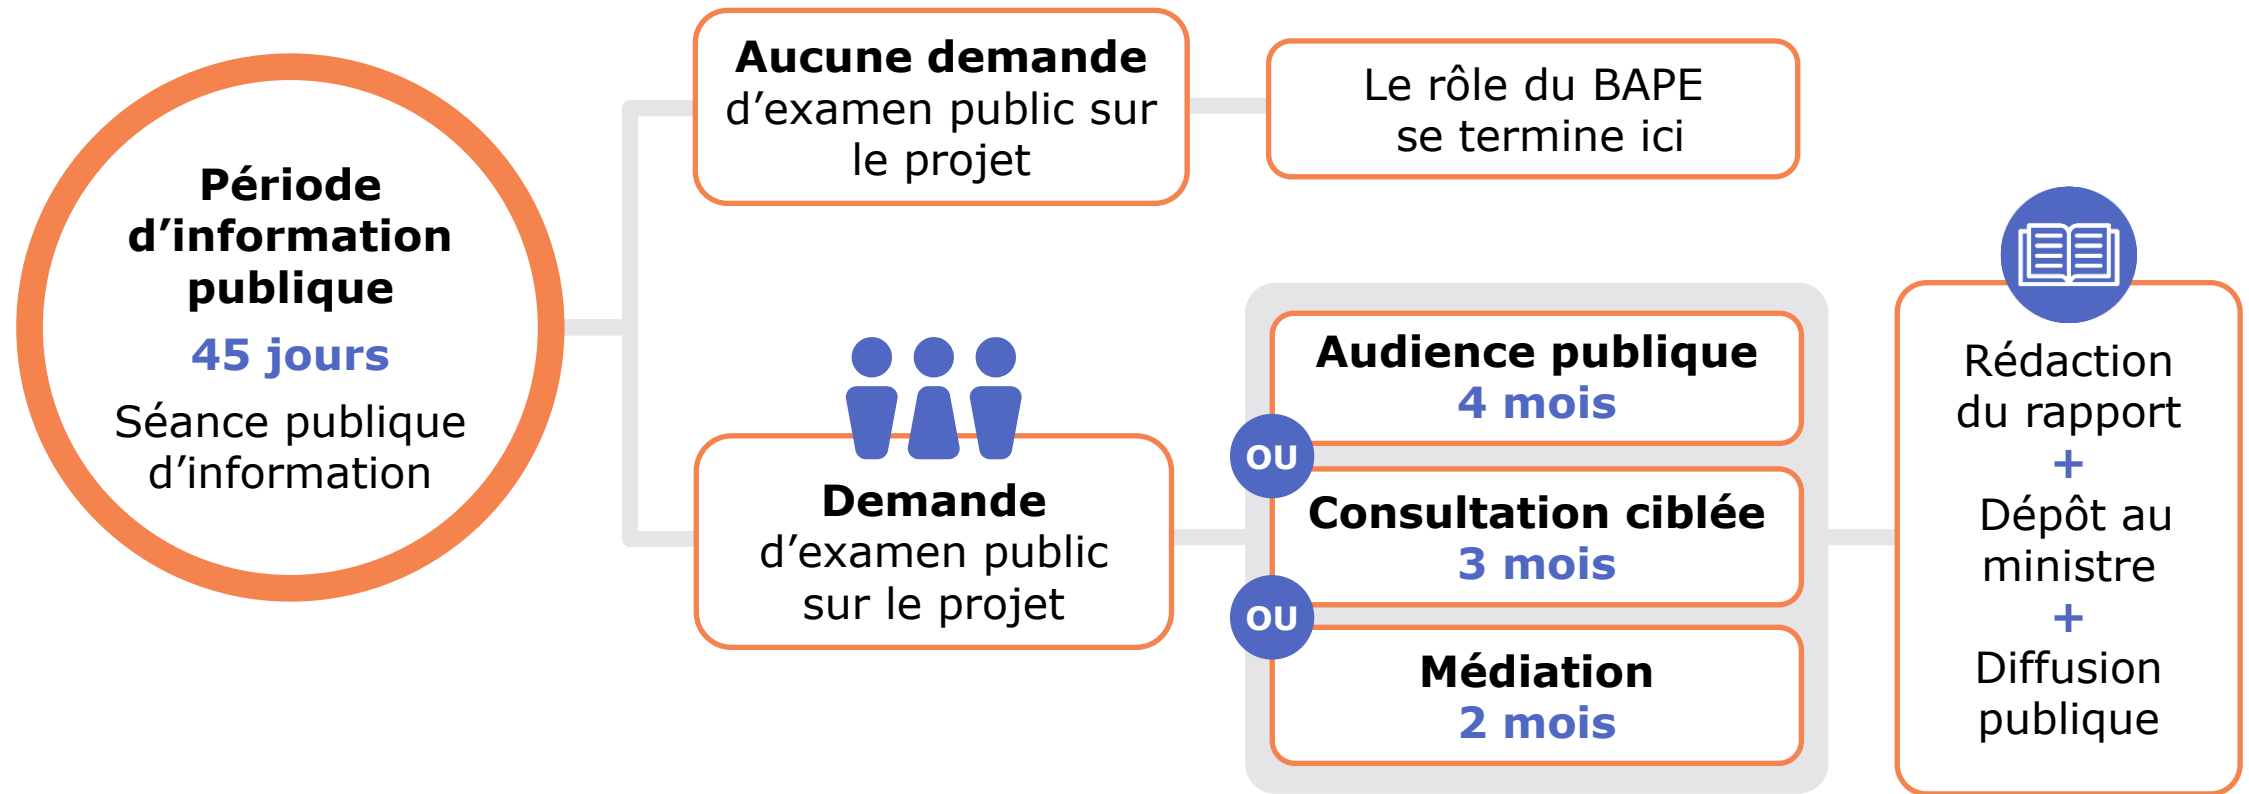 Période
d’information
publique
45 jours
Séance publique
d’information
Aucune demande
d’examen public sur
le projet
Le rôle du BAPE
se termine ici
Demande
d’examen public
sur le projet
Audience publique
4 mois
OU
Consultation ciblée
3 mois
OU
Médiation
2 mois
Rédaction
du rapport
+
Dépôt au
ministre
+
Diffusion
publique